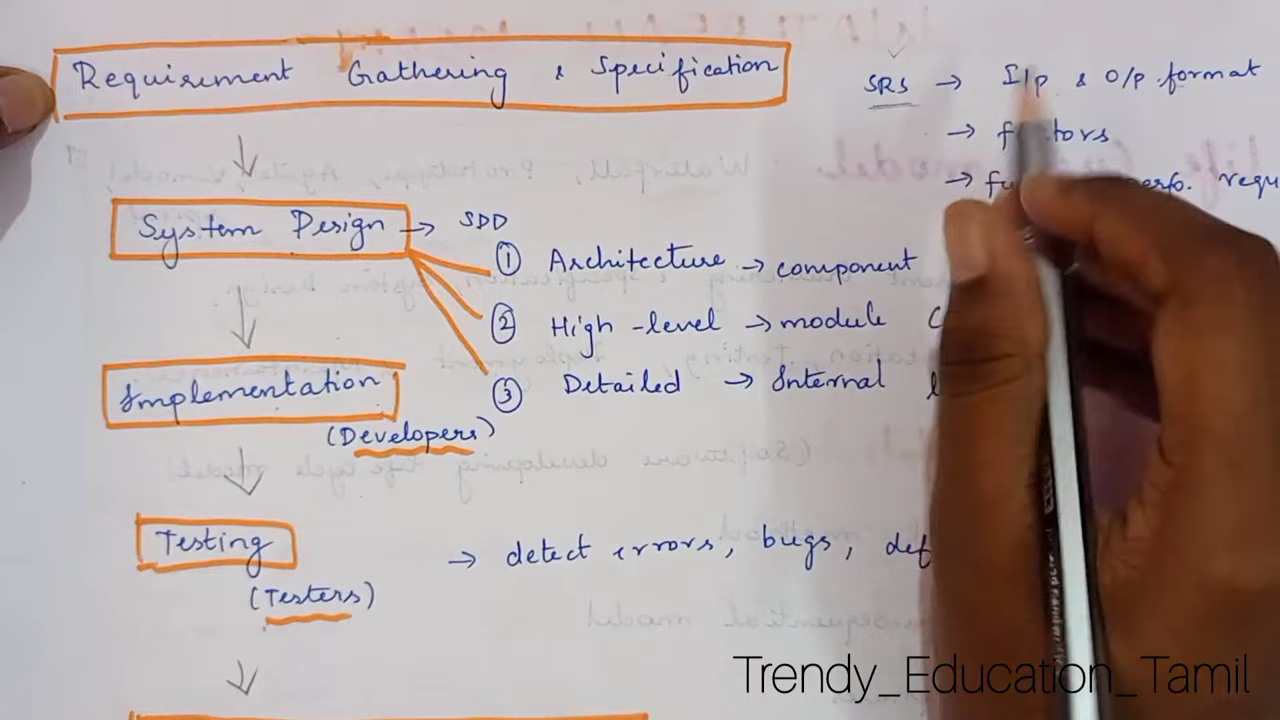 Requirement Gathering & Specification
SRS → I/p & O/p format
→
→ perf.
System Design → SDD
① Architecture → component
② High-level → module
③ Detailed → Internal
Implementation
(Developers)
Testing → detect errors, bugs,
(Testers)
Trendy_Education_Tamil